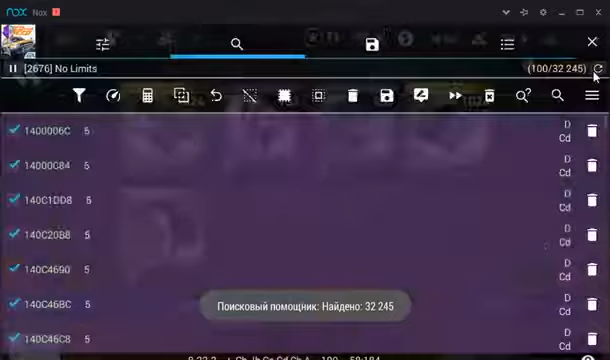 nox Nox
[2676] No Limits (100/32 245)
1400006C 5 D
Cd
14000C84 5 D
Cd
140C1DD8 5 D
Cd
140C20B8 5 D
Cd
140C4690 5 D
Cd
140C46BC 5 D
Cd
140C46C8 5 D
Cd
Поисковый помощник: Найдено: 32 245